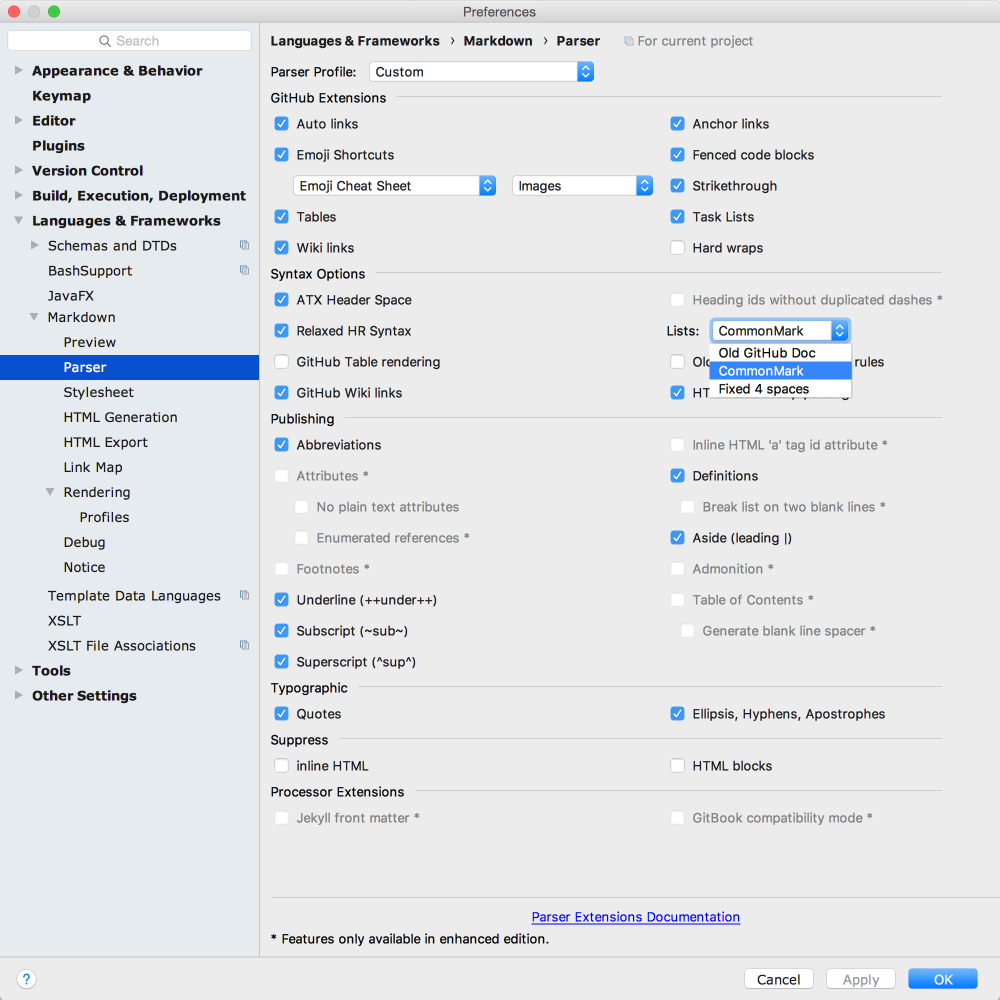 Preferences
Search
Appearance & Behavior
Keymap
Editor
Plugins
Version Control
Build, Execution, Deployment
Languages & Frameworks
Schemas and DTDs
BashSupport
JavaFX
Markdown
Preview
Parser
Stylesheet
HTML Generation
HTML Export
Link Map
Rendering
Profiles
Debug
Notice
Template Data Languages
XSLT
XSLT File Associations
Tools
Other Settings
?
Languages & Frameworks › Markdown › Parser For current project
Parser Profile: Custom
GitHub Extensions
Auto links
Anchor links
Emoji Shortcuts
Fenced code blocks
Emoji Cheat Sheet Images
Strikethrough
Tables
Task Lists
Wiki links
Hard wraps
Syntax Options
ATX Header Space
Heading ids without duplicated dashes *
Relaxed HR Syntax
Lists: CommonMark
Old GitHub Doc
CommonMark
Fixed 4 spaces
GitHub Table rendering
rules
GitHub Wiki links
Publishing
Abbreviations
Inline HTML 'a' tag id attribute *
Attributes *
Definitions
No plain text attributes
Break list on two blank lines *
Enumerated references *
Aside (leading |)
Footnotes *
Admonition *
Underline (++under++)
Table of Contents *
Subscript (~sub~)
Generate blank line spacer *
Superscript (^sup^)
Typographic
Quotes
Ellipsis, Hyphens, Apostrophes
Suppress
inline HTML
HTML blocks
Processor Extensions
Jekyll front matter *
GitBook compatibility mode *
Parser Extensions Documentation
* Features only available in enhanced edition.
Cancel Apply OK